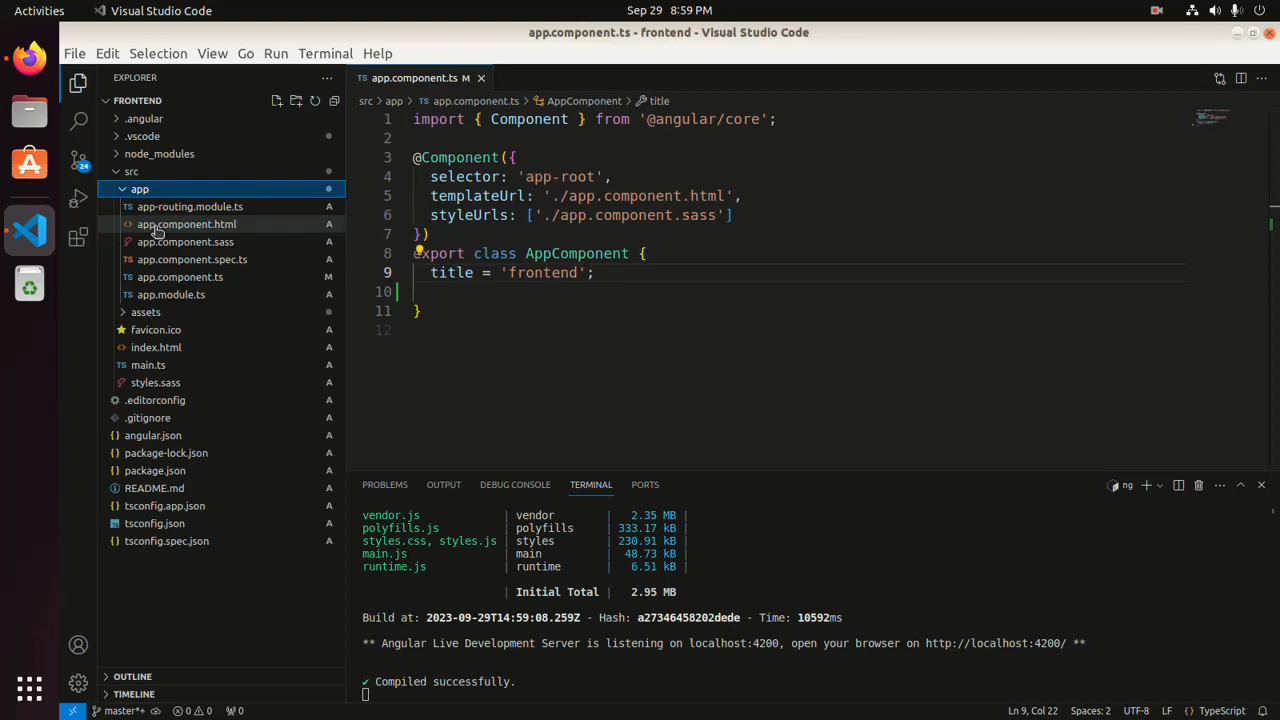 Activities Visual Studio Code Sep 29 8:59 PM
app.component.ts - frontend - Visual Studio Code
File Edit Selection View Go Run Terminal Help
EXPLORER
FRONTEND
.angular
.vscode
node_modules
src
app
app-routing.module.ts A
app.component.html A
app.component.sass A
app.component.spec.ts A
app.component.ts M
app.module.ts A
assets
favicon.ico A
index.html A
main.ts A
styles.sass A
.editorconfig A
.gitignore A
angular.json A
package-lock.json A
package.json A
README.md A
tsconfig.app.json A
tsconfig.json A
tsconfig.spec.json A
OUTLINE
TIMELINE
24
TS app.component.ts M
src > app > TS app.component.ts > AppComponent > title
1 import { Component } from '@angular/core';
2
3 @Component({
4 selector: 'app-root',
5 templateUrl: './app.component.html',
6 styleUrls: ['./app.component.sass']
7 })
8 export class AppComponent {
9 title = 'frontend';
10
11 }
12
PROBLEMS OUTPUT DEBUG CONSOLE TERMINAL PORTS ng
vendor.js | vendor | 2.35 MB |
polyfills.js | polyfills | 333.17 kB |
styles.css, styles.js | styles | 230.91 kB |
main.js | main | 48.73 kB |
runtime.js | runtime | 6.51 kB |
| Initial Total | 2.95 MB
Build at: 2023-09-29T14:59:08.259Z - Hash: a27346458202dede - Time: 10592ms
** Angular Live Development Server is listening on localhost:4200, open your browser on http://localhost:4200/ **
✔ Compiled successfully.
master*+ 0 0 0 Ln 9, Col 22 Spaces: 2 UTF-8 LF { } TypeScript